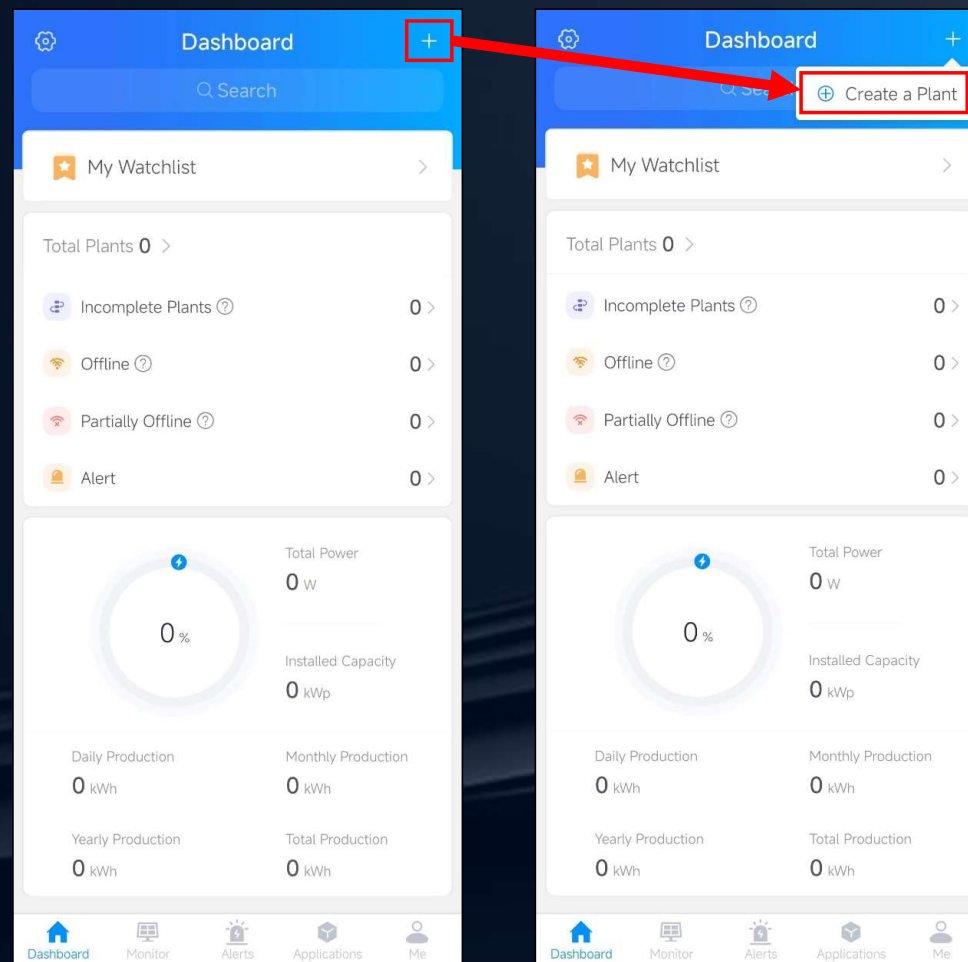 Dashboard
Search
My Watchlist
Total Plants 0
Incomplete Plants 0
Offline 0
Partially Offline 0
Alert 0
0 %
Total Power
0 W
Installed Capacity
0 kWp
Daily Production
0 kWh
Monthly Production
0 kWh
Yearly Production
0 kWh
Total Production
0 kWh
Dashboard
Monitor
Alerts
Applications
Me
Dashboard
Create a Plant
My Watchlist
Total Plants 0
Incomplete Plants 0
Offline 0
Partially Offline 0
Alert 0
0 %
Total Power
0 W
Installed Capacity
0 kWp
Daily Production
0 kWh
Monthly Production
0 kWh
Yearly Production
0 kWh
Total Production
0 kWh
Dashboard
Monitor
Alerts
Applications
Me